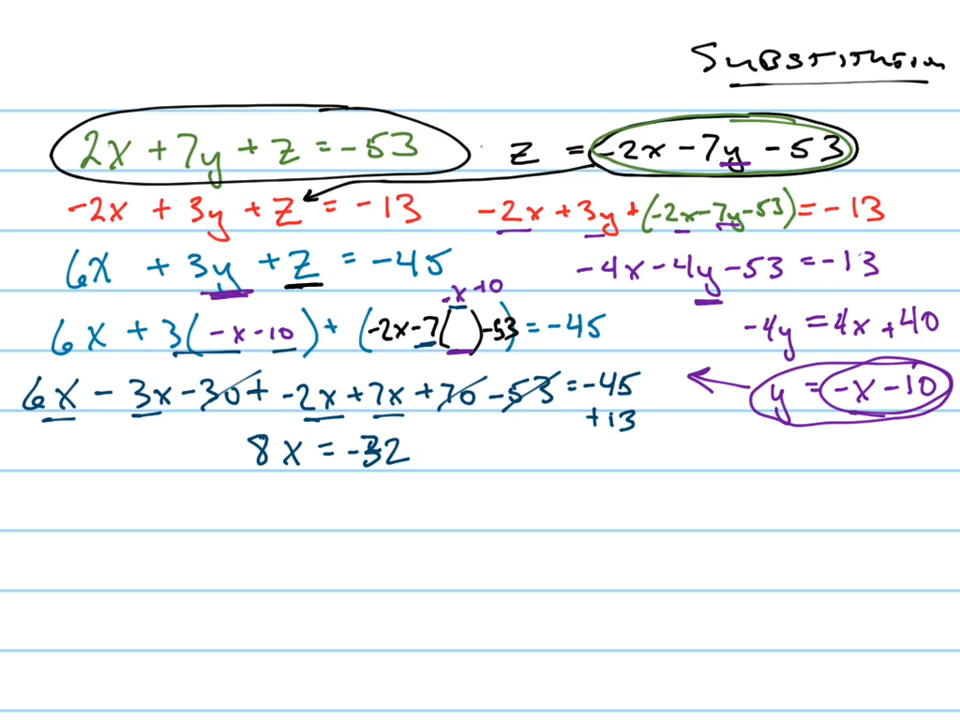 SUBSTITUTION
2x + 7y + z = -53 z = -2x - 7y - 53
-2x + 3y + z = -13 -2x + 3y + (-2x - 7y - 53) = -13
6x + 3y + z = -45 -4x - 4y - 53 = -13
-x - 10
6x + 3(-x - 10) + (-2x - 7( ) - 53) = -45 -4y = 4x + 40
6x - 3x - 30 + -2x + 7x + 70 - 53 = -45 y = -x - 10
+13
8x = -32